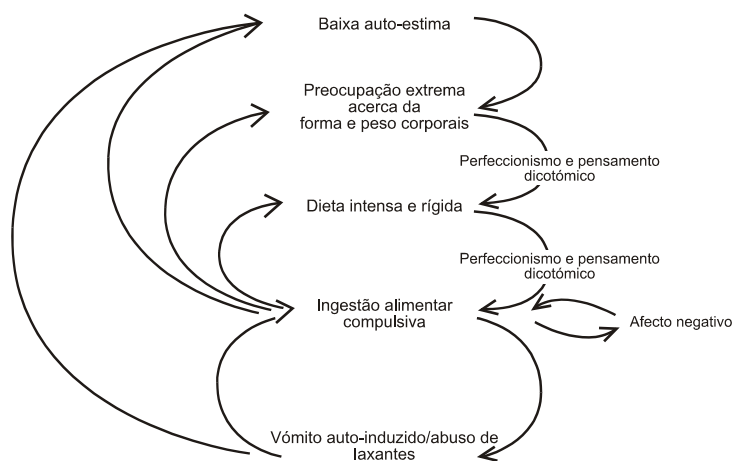 Baixa auto-estima
Preocupação extrema
acerca da
forma e peso corporais
Perfeccionismo e pensamento
dicotómico
Dieta intensa e rígida
Perfeccionismo e pensamento
dicotómico
Ingestão alimentar
compulsiva
Afecto negativo
Vómito auto-induzido/abuso de
laxantes